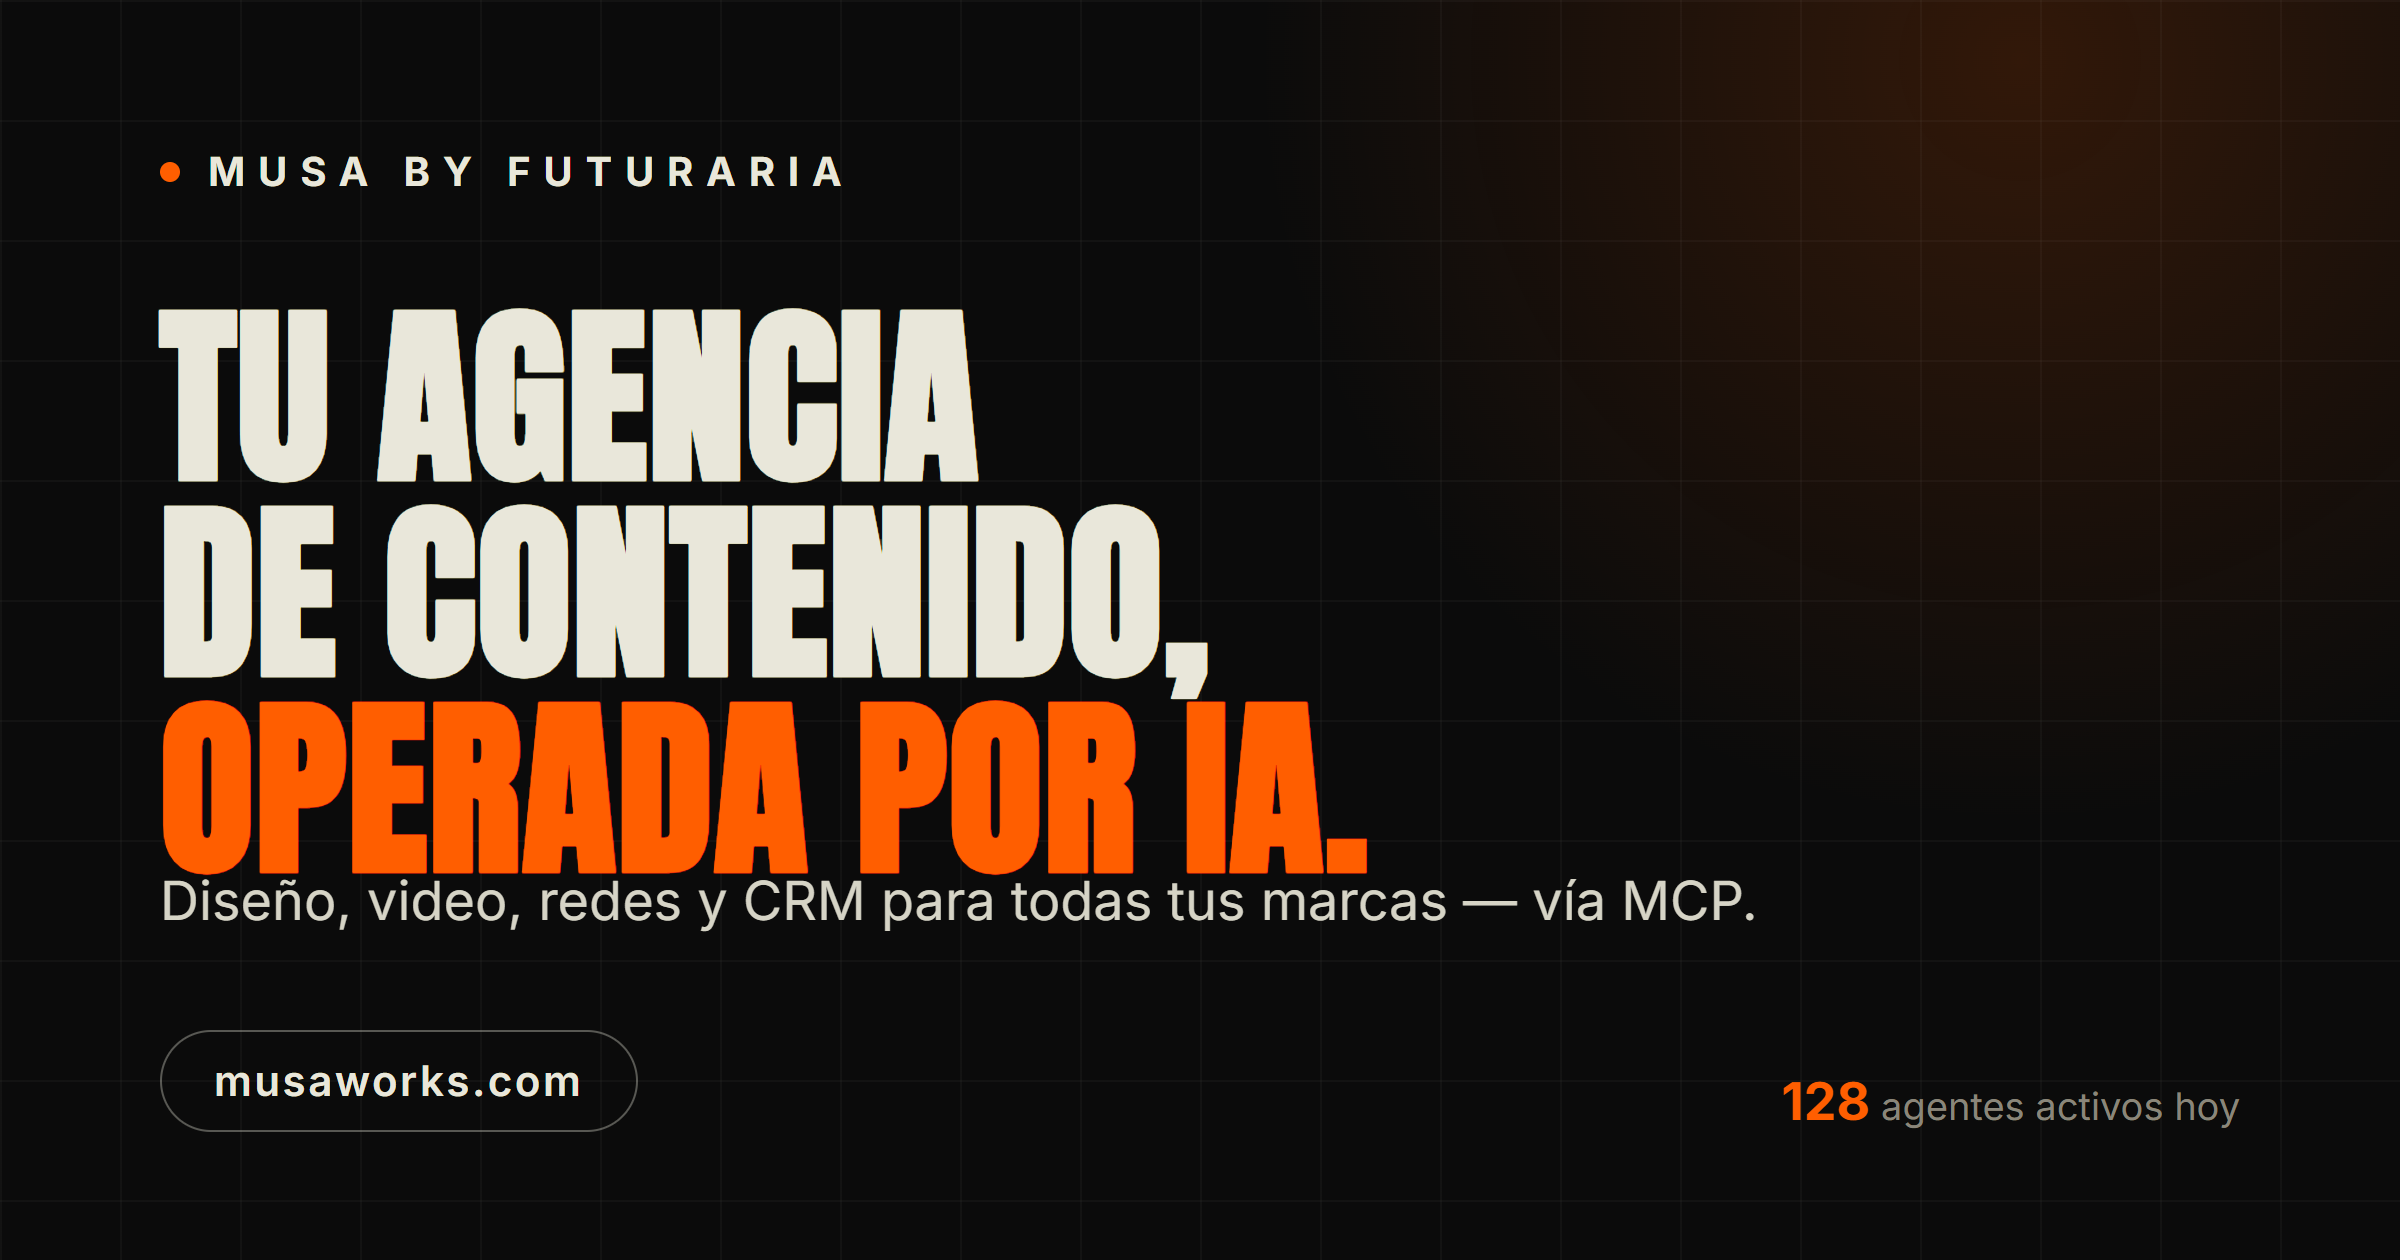 MUSA BY FUTURARIA
TU AGENCIA
DE CONTENIDO,
OPERADA POR IA.
Diseño, video, redes y CRM para todas tus marcas — vía MCP.
musaworks.com
128 agentes activos hoy